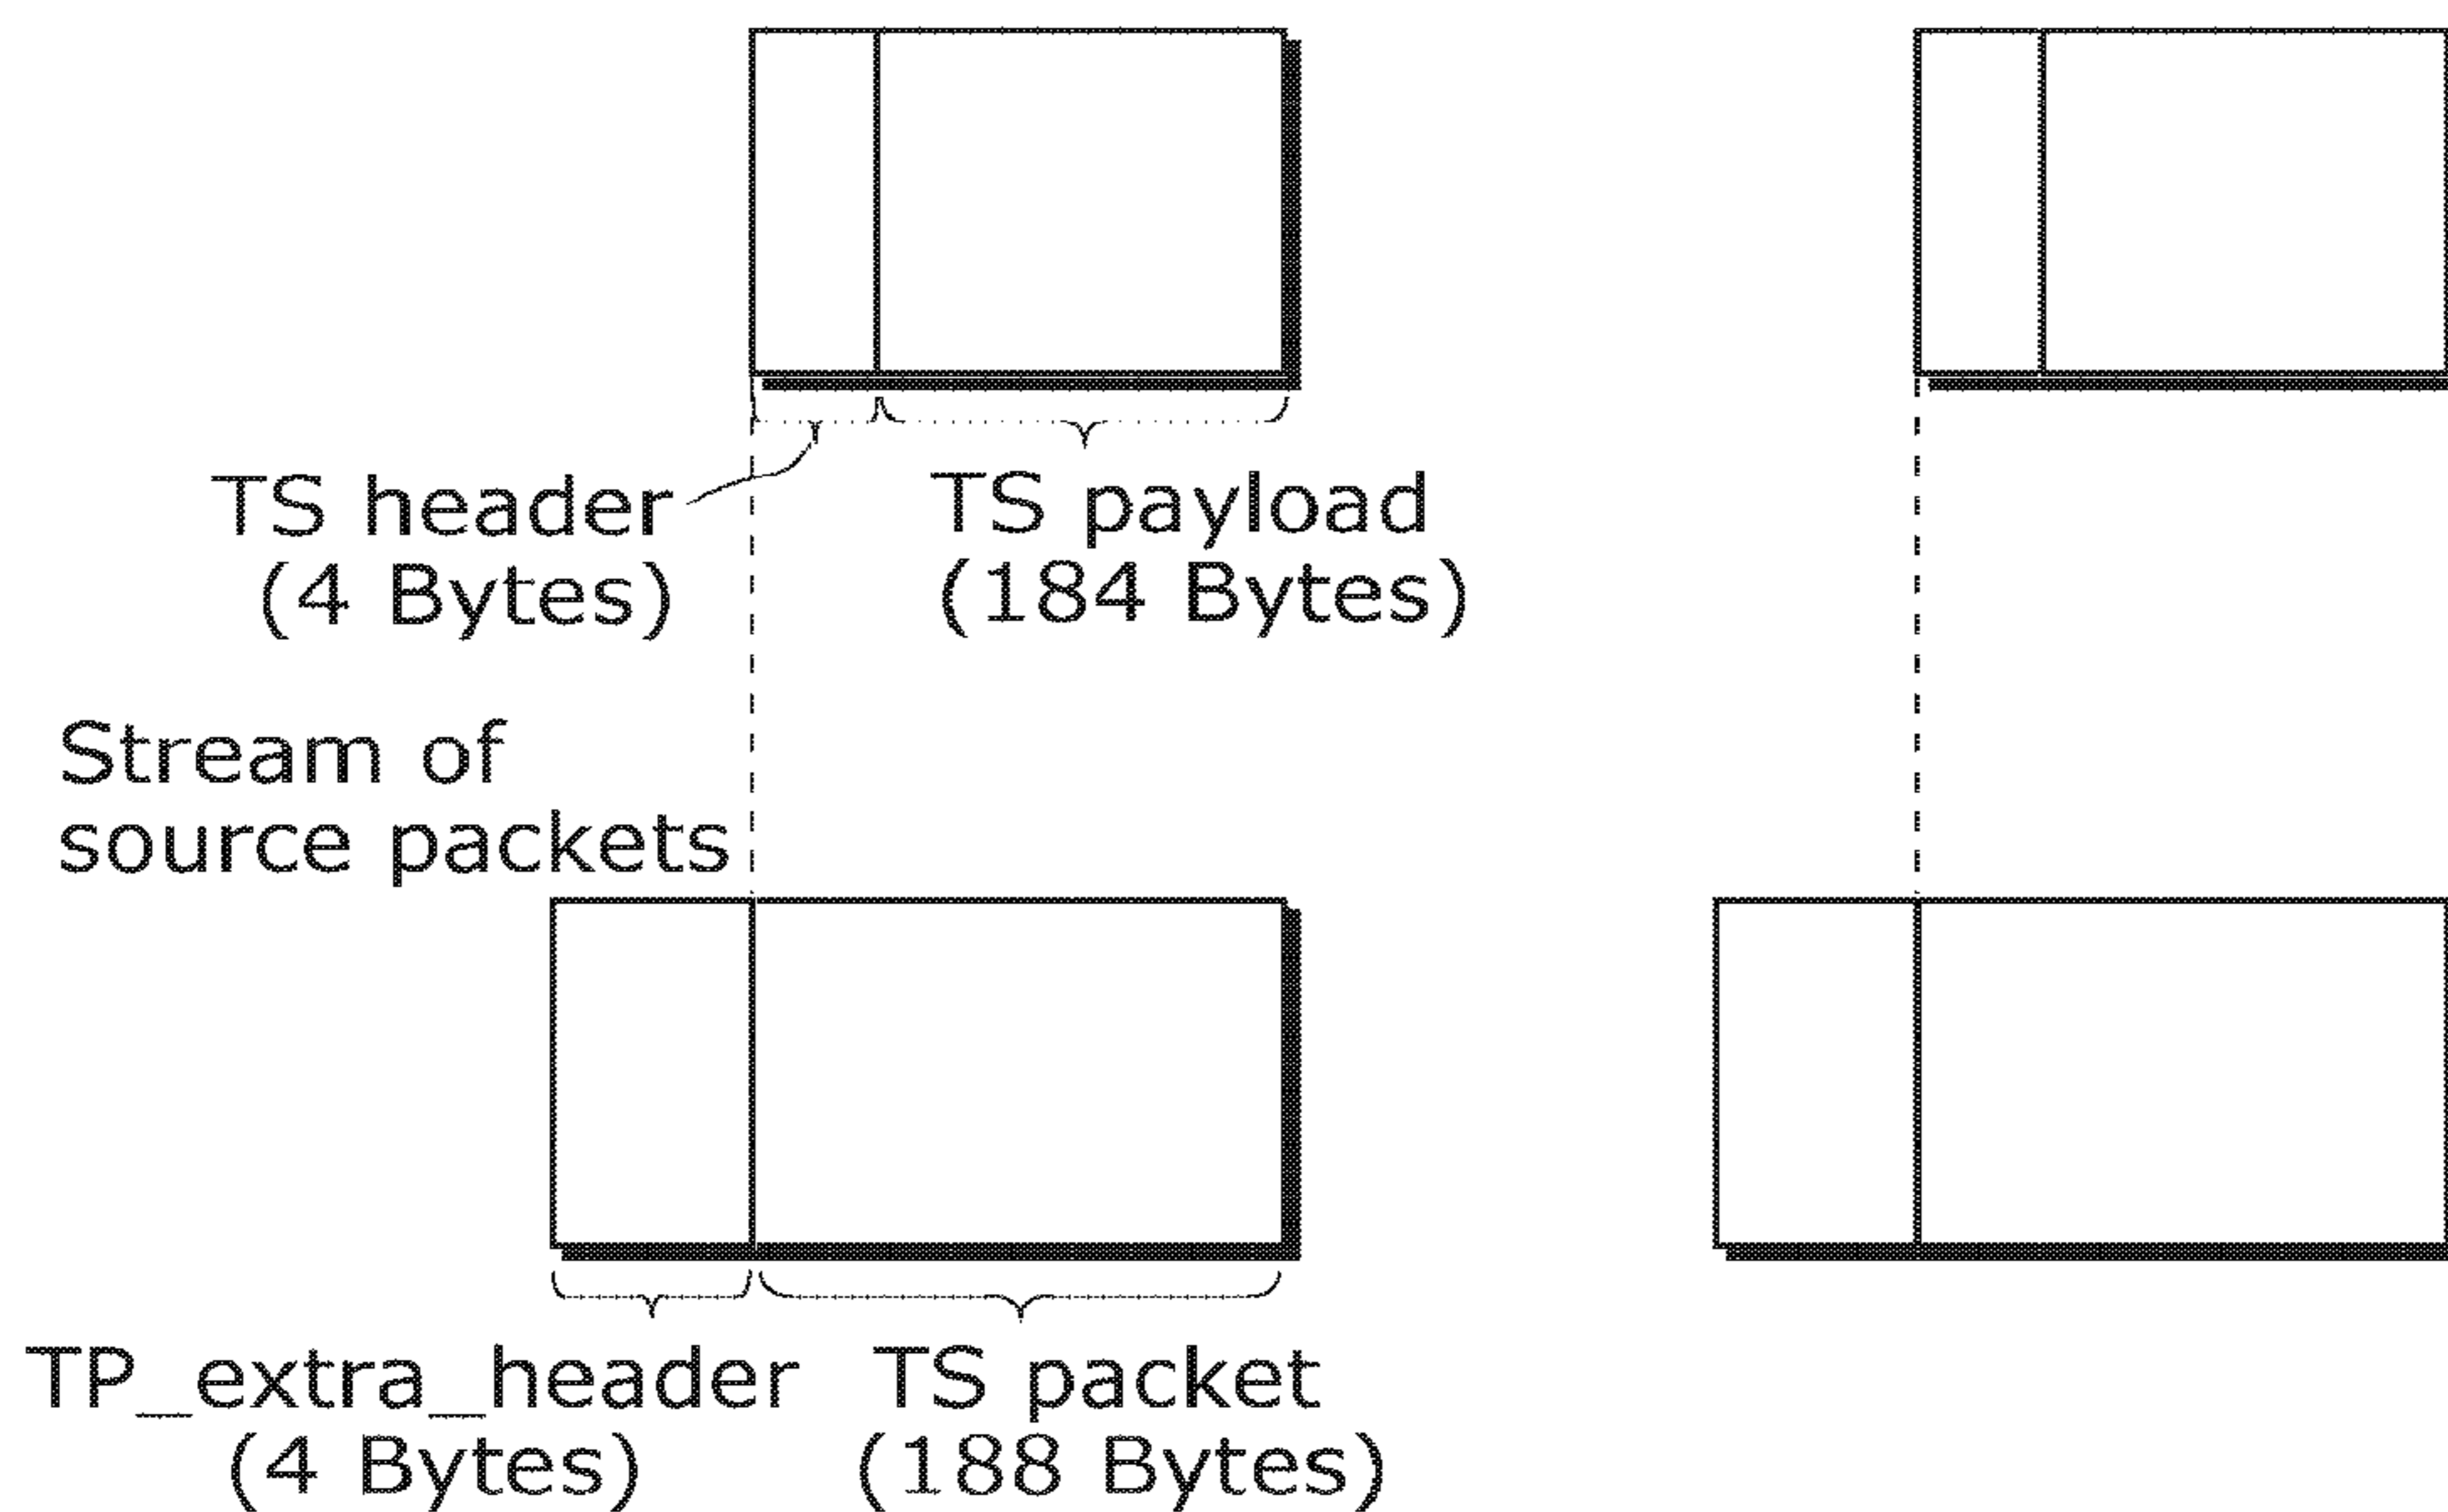 TS header
(4 Bytes)
TS payload
(184 Bytes)
Stream of
source packets
TP_extra_header
(4 Bytes)
TS packet
(188 Bytes)